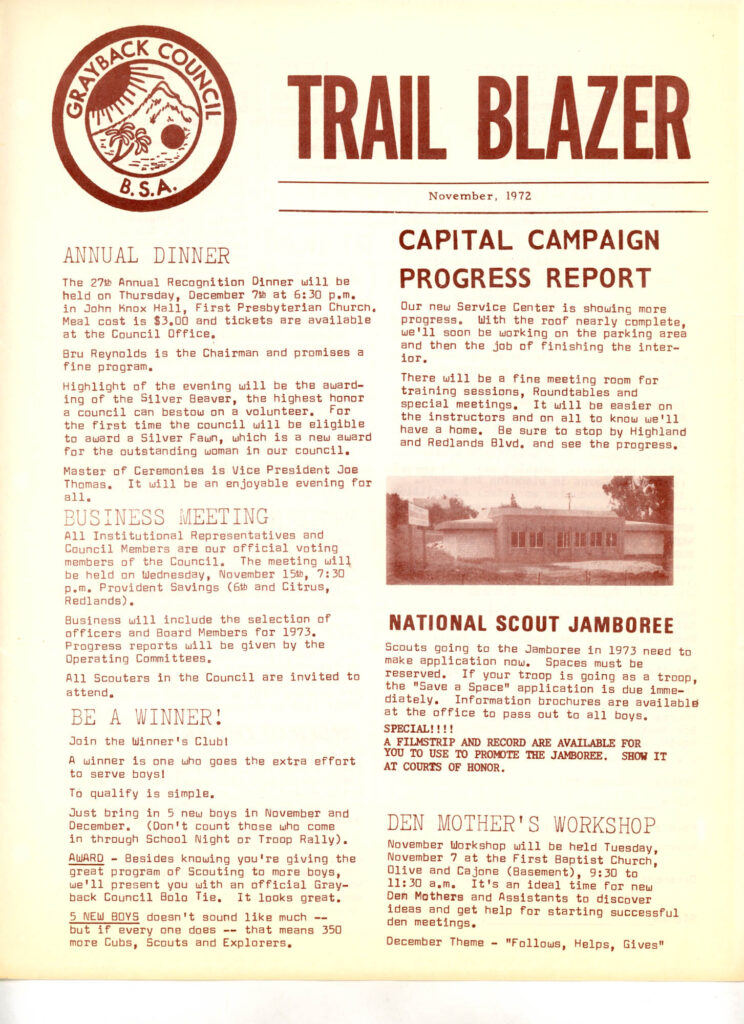 GRAYBACK COUNCIL
B.S.A.
TRAIL BLAZER
November, 1972
ANNUAL DINNER
The 27th Annual Recognition Dinner will be
held on Thursday, December 7th at 6:30 p.m.
in John Knox Hall, First Presbyterian Church.
Meal cost is $3.00 and tickets are available
at the Council Office.
Bru Reynolds is the Chairman and promises a
fine program.
Highlight of the evening will be the award-
ing of the Silver Beaver, the highest honor
a council can bestow on a volunteer. For
the first time the council will be eligible
to award a Silver Fawn, which is a new award
for the outstanding woman in our council.
Master of Ceremonies is Vice President Joe
Thomas. It will be an enjoyable evening for
all.
BUSINESS MEETING
All Institutional Representatives and
Council Members are our official voting
members of the Council. The meeting will
be held on Wednesday, November 15th, 7:30
p.m. Provident Savings (6th and Citrus,
Redlands).
Business will include the selection of
officers and Board Members for 1973.
Progress reports will be given by the
Operating Committees.
All Scouters in the Council are invited to
attend.
BE A WINNER!
Join the Winner's Club!
A winner is one who goes the extra effort
to serve boys!
To qualify is simple.
Just bring in 5 new boys in November and
December. (Don't count those who come
in through School Night or Troop Rally).
AWARD - Besides knowing you're giving the
great program of Scouting to more boys,
we'll present you with an official Gray-
back Council Bolo Tie. It looks great.
5 NEW BOYS doesn't sound like much --
but if every one does -- that means 350
more Cubs, Scouts and Explorers.
CAPITAL CAMPAIGN
PROGRESS REPORT
Our new Service Center is showing more
progress. With the roof nearly complete,
we'll soon be working on the parking area
and then the job of finishing the inter-
ior.
There will be a fine meeting room for
training sessions, Roundtables and
special meetings. It will be easier on
the instructors and on all to know we'll
have a home. Be sure to stop by Highland
and Redlands Blvd. and see the progress.
NATIONAL SCOUT JAMBOREE
Scouts going to the Jamboree in 1973 need to
make application now. Spaces must be
reserved. If your troop is going as a troop,
the "Save a Space" application is due imme-
diately. Information brochures are available
at the office to pass out to all boys.
SPECIAL!!!!
A FILMSTRIP AND RECORD ARE AVAILABLE FOR
YOU TO USE TO PROMOTE THE JAMBOREE. SHOW IT
AT COURTS OF HONOR.
DEN MOTHER'S WORKSHOP
November Workshop will be held Tuesday,
November 7 at the First Baptist Church,
Olive and Cajone (Basement), 9:30 to
11:30 a.m. It's an ideal time for new
Den Mothers and Assistants to discover
ideas and get help for starting successful
den meetings.
December Theme - "Follows, Helps, Gives"